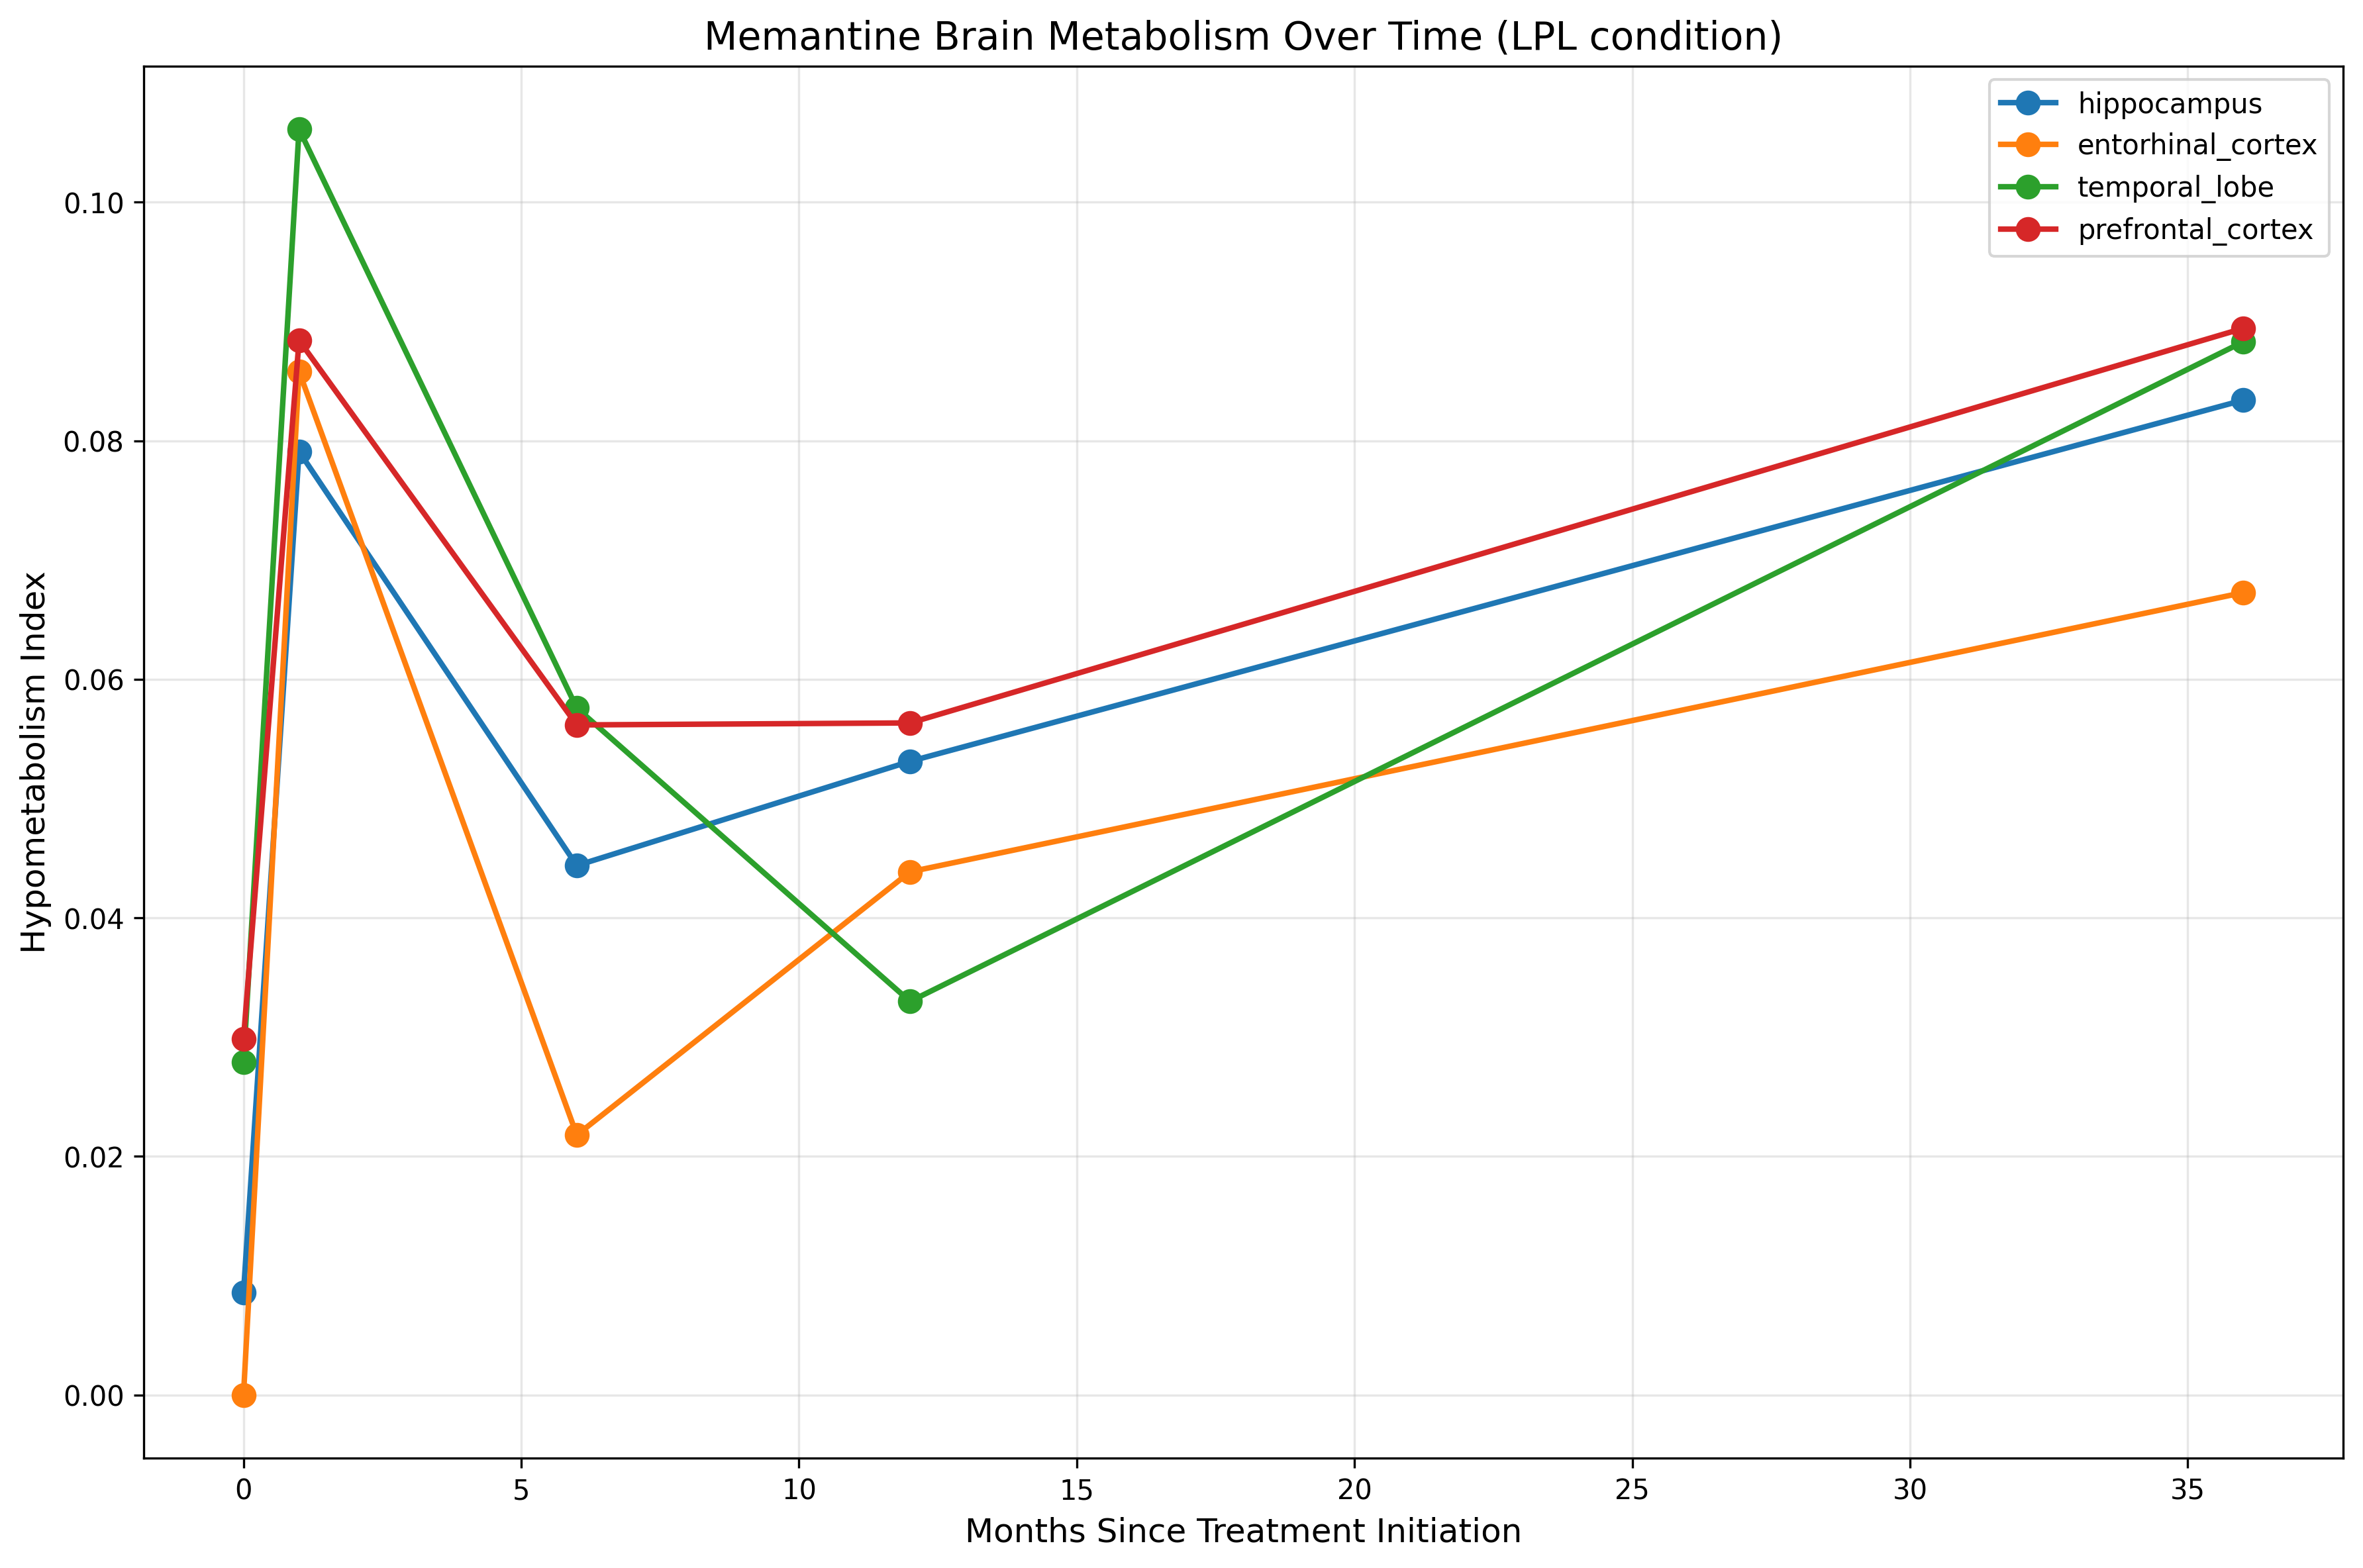 Memantine Brain Metabolism Over Time (LPL condition)
hippocampus
entorhinal_cortex
temporal_lobe
prefrontal_cortex
Hypometabolism Index
0.10
0.08
0.06
0.04
0.02
0.00
0 5 10 15 20 25 30 35
Months Since Treatment Initiation